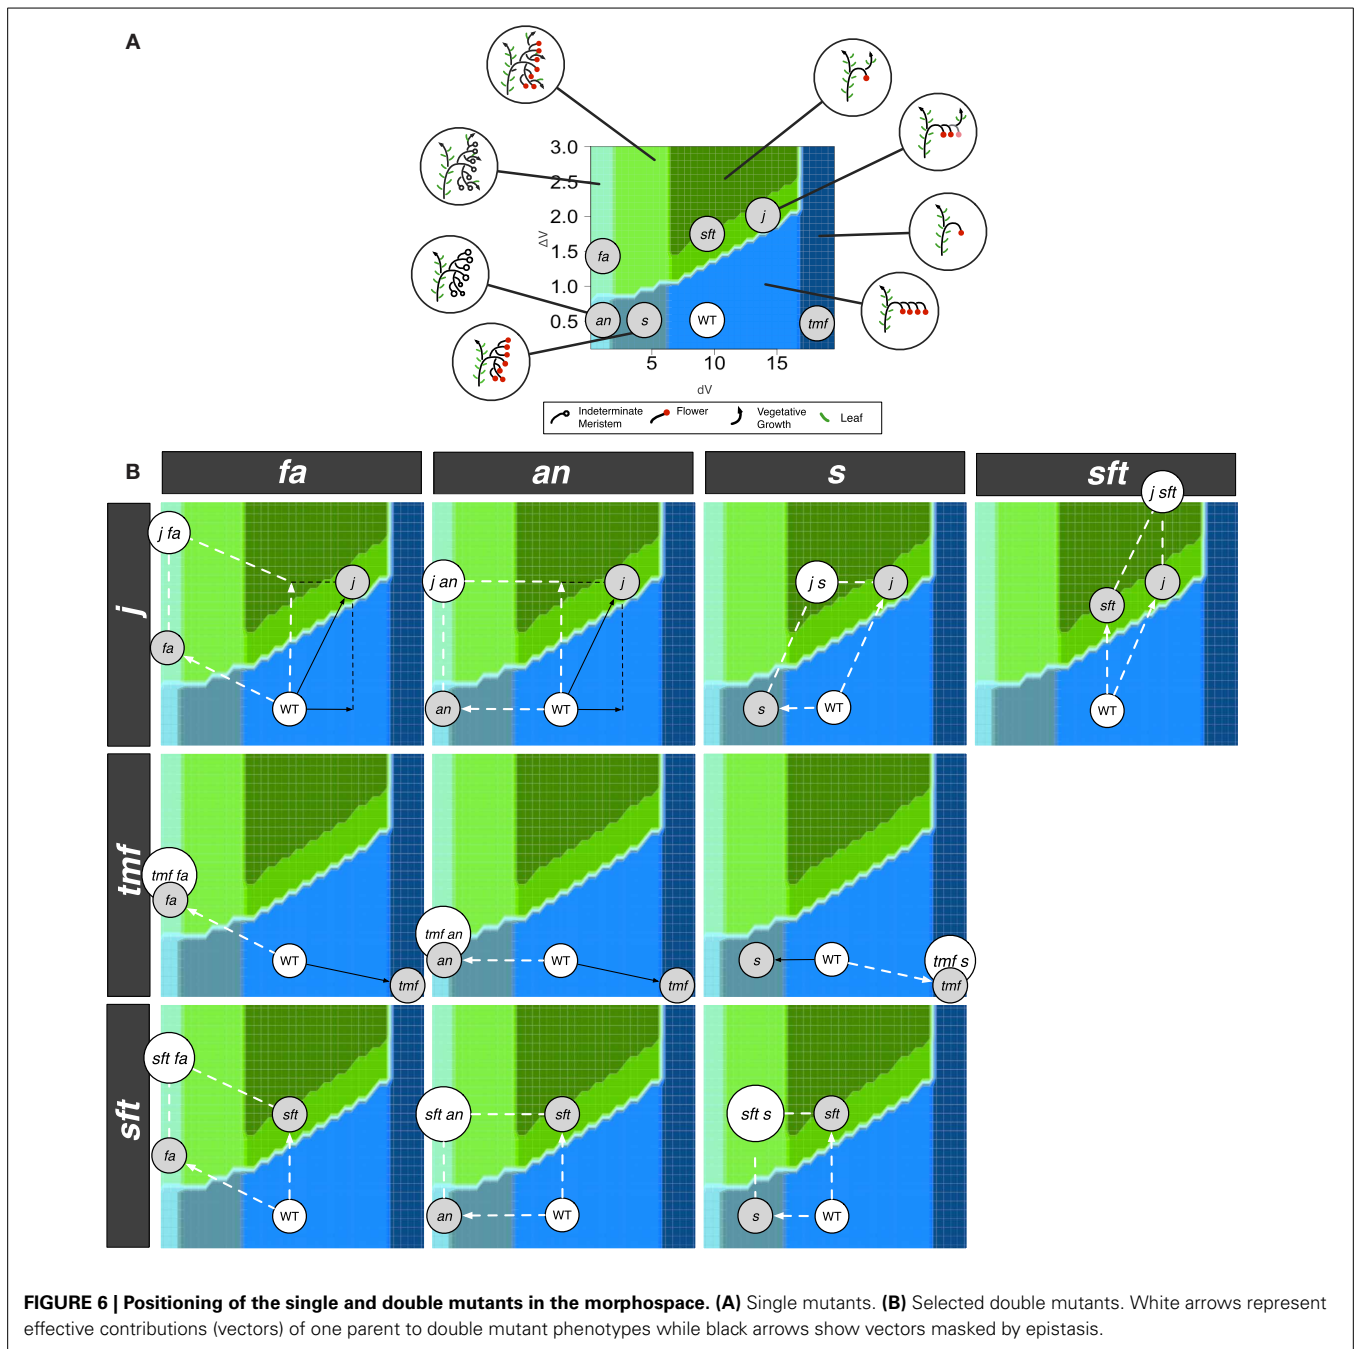 A
3.0
2.5
2.0
1.5
1.0
0.5
ΔV
fa
an
s
sft
j
WT
tmf
5 10 15
dV
Indeterminate Meristem
Flower
Vegetative Growth
Leaf
B
fa an s sft
j
j fa
j
fa
WT
j an
j
an
WT
j s
j
s
WT
j sft
j
sft
WT
tmf
tmf fa
fa
WT
tmf
tmf an
an
WT
tmf
s
WT
tmf s
tmf
sft
sft fa
sft
fa
WT
sft an
sft
an
WT
sft s
sft
s
WT
FIGURE 6 | Positioning of the single and double mutants in the morphospace. (A) Single mutants. (B) Selected double mutants. White arrows represent
effective contributions (vectors) of one parent to double mutant phenotypes while black arrows show vectors masked by epistasis.